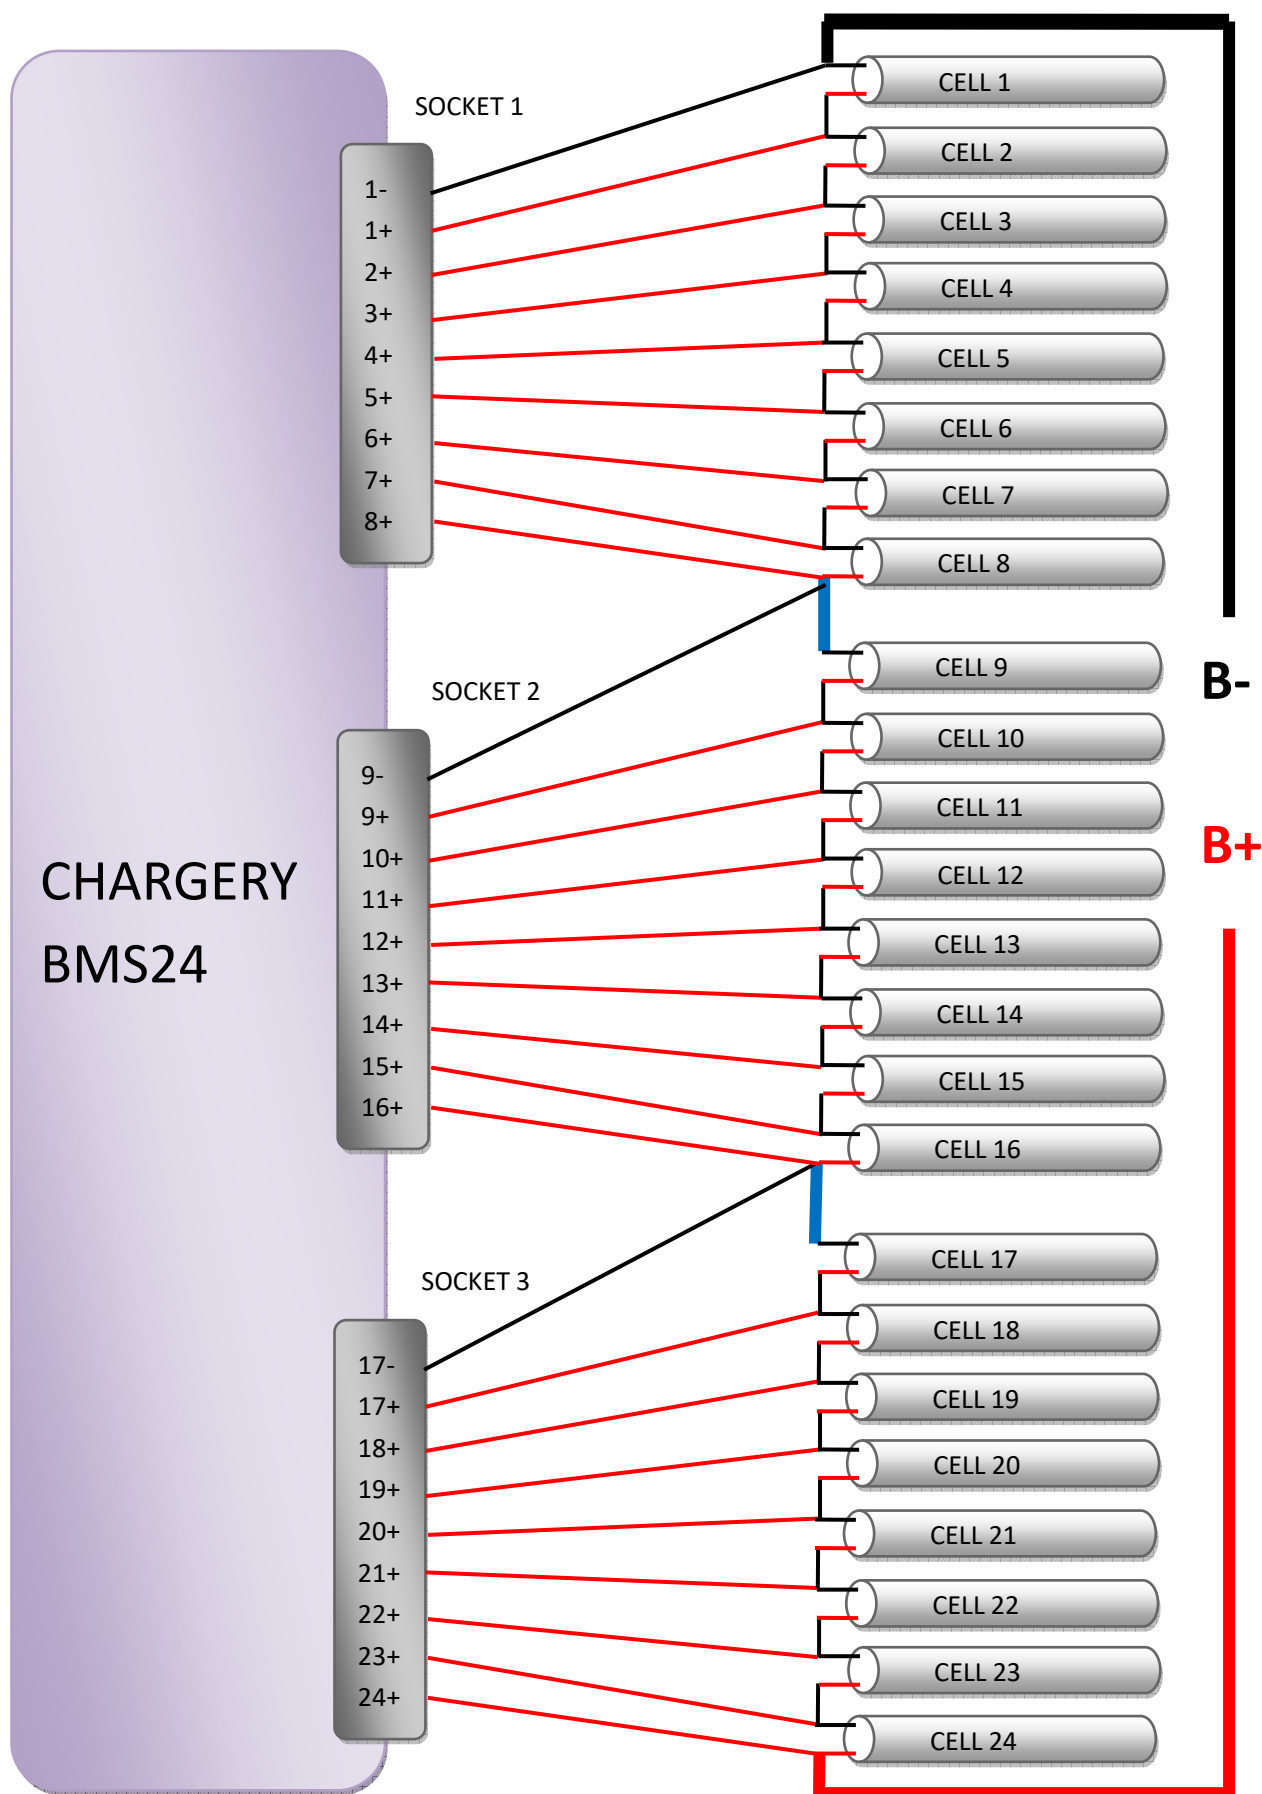 SOCKET 1
1-
1+
2+
3+
4+
5+
6+
7+
8+
CELL 1
CELL 2
CELL 3
CELL 4
CELL 5
CELL 6
CELL 7
CELL 8
SOCKET 2
9-
9+
10+
11+
12+
13+
14+
15+
16+
CELL 9
CELL 10
CELL 11
CELL 12
CELL 13
CELL 14
CELL 15
CELL 16
B-
B+
CHARGERY
BMS24
SOCKET 3
17-
17+
18+
19+
20+
21+
22+
23+
24+
CELL 17
CELL 18
CELL 19
CELL 20
CELL 21
CELL 22
CELL 23
CELL 24